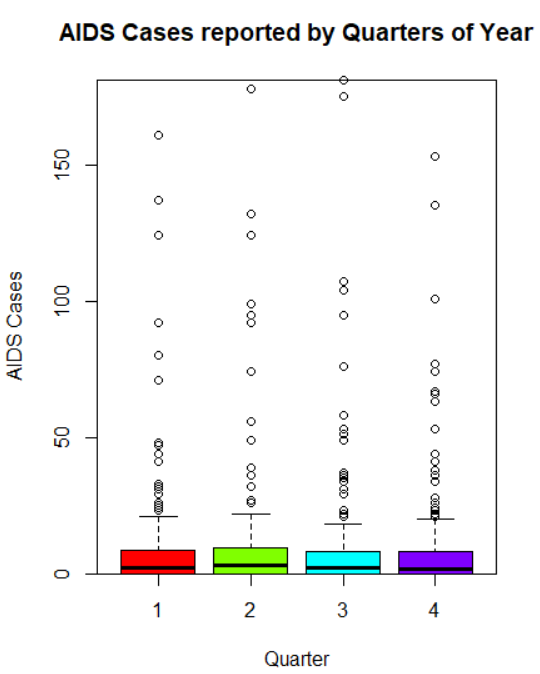 AIDS Cases reported by Quarters of Year
150
100
50
0
AIDS Cases
1 2 3 4
Quarter